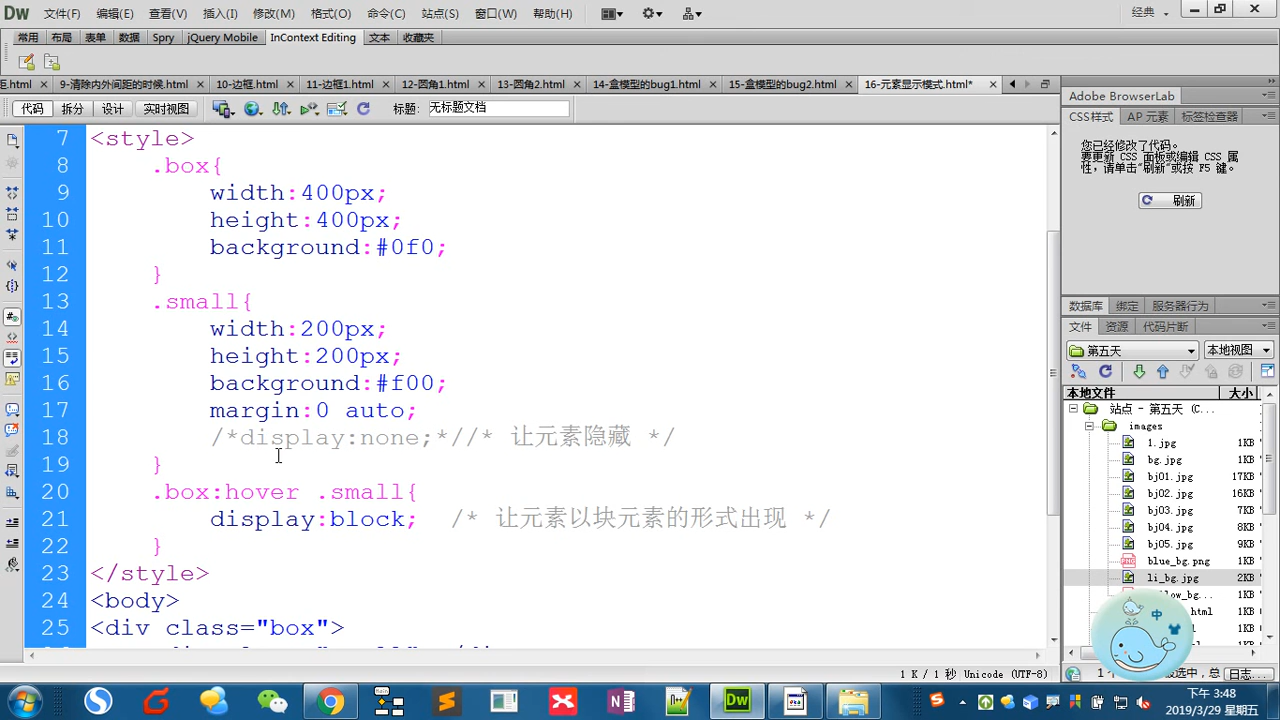 Dw 文件(F) 编辑(E) 查看(V) 插入(I) 修改(M) 格式(O) 命令(C) 站点(S) 窗口(W) 帮助(H) 经典
常用 布局 表单 数据 Spry jQuery Mobile InContext Editing 文本 收藏夹
距.html 9-清除内外间距的时候.html 10-边框.html 11-边框1.html 12-圆角1.html 13-圆角2.html 14-盒模型的bug1.html 15-盒模型的bug2.html 16-元素显示模式.html*
代码 拆分 设计 实时视图 标题: 无标题文档
7 <style>
8 .box{
9 width:400px;
10 height:400px;
11 background:#0f0;
12 }
13 .small{
14 width:200px;
15 height:200px;
16 background:#f00;
17 margin:0 auto;
18 /*display:none;*//* 让元素隐藏 */
19 }
20 .box:hover .small{
21 display:block; /* 让元素以块元素的形式出现 */
22 }
23 </style>
24 <body>
25 <div class="box">
1 K / 1 秒 Unicode (UTF-8)
Adobe BrowserLab
CSS样式 AP 元素 标签检查器
您已经修改了代码。
要更新 CSS 面板或编辑 CSS 属
性，请单击“刷新”或按 F5 键。
刷新
数据库 绑定 服务器行为
文件 资源 代码片断
第五天 本地视图
本地文件 大小
站点 - 第五天 (C...
images
1.jpg 1KB
bg.jpg 1KB
bj01.jpg 17KB
bj02.jpg 16KB
bj03.jpg 7KB
bj04.jpg 8KB
bj05.jpg 14KB
blue_bg.png 1KB
li_bg.jpg 2KB
中
日志...
下午 3:48
2019/3/29 星期五